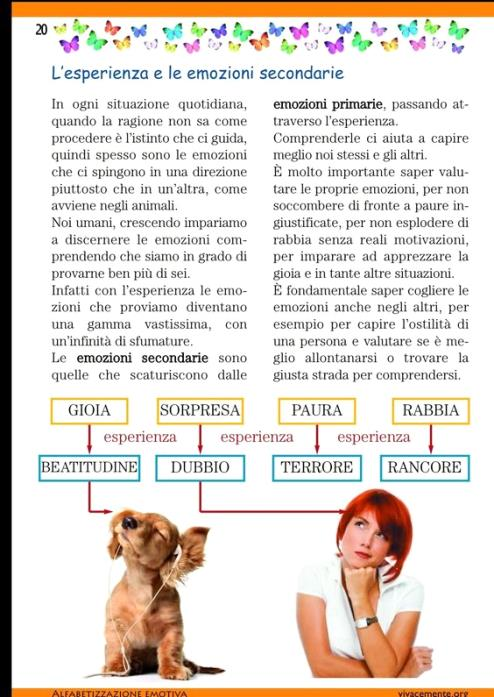 20
L'esperienza e le emozioni secondarie
In ogni situazione quotidiana,
quando la ragione non sa come
procedere è l'istinto che ci guida,
quindi spesso sono le emozioni
che ci spingono in una direzione
piuttosto che in un'altra, come
avviene negli animali.
Noi umani, crescendo impariamo
a discernere le emozioni com-
prendendo che siamo in grado di
provarne ben più di sei.
Infatti con l'esperienza le emo-
zioni che proviamo diventano
una gamma vastissima, con
un'infinità di sfumature.
Le emozioni secondarie sono
quelle che scaturiscono dalle
emozioni primarie, passando at-
traverso l'esperienza.
Comprenderle ci aiuta a capire
meglio noi stessi e gli altri.
È molto importante saper valu-
tare le proprie emozioni, per non
soccombere di fronte a paure in-
giustificate, per non esplodere di
rabbia senza reali motivazioni,
per imparare ad apprezzare la
gioia e in tante altre situazioni.
È fondamentale saper cogliere le
emozioni anche negli altri, per
esempio per capire l'ostilità di
una persona e valutare se è me-
glio allontanarsi o trovare la
giusta strada per comprendersi.
GIOIA SORPRESA PAURA RABBIA
esperienza esperienza esperienza
BEATITUDINE DUBBIO TERRORE RANCORE
ALFABETIZZAZIONE EMOTIVA vivacemente.org